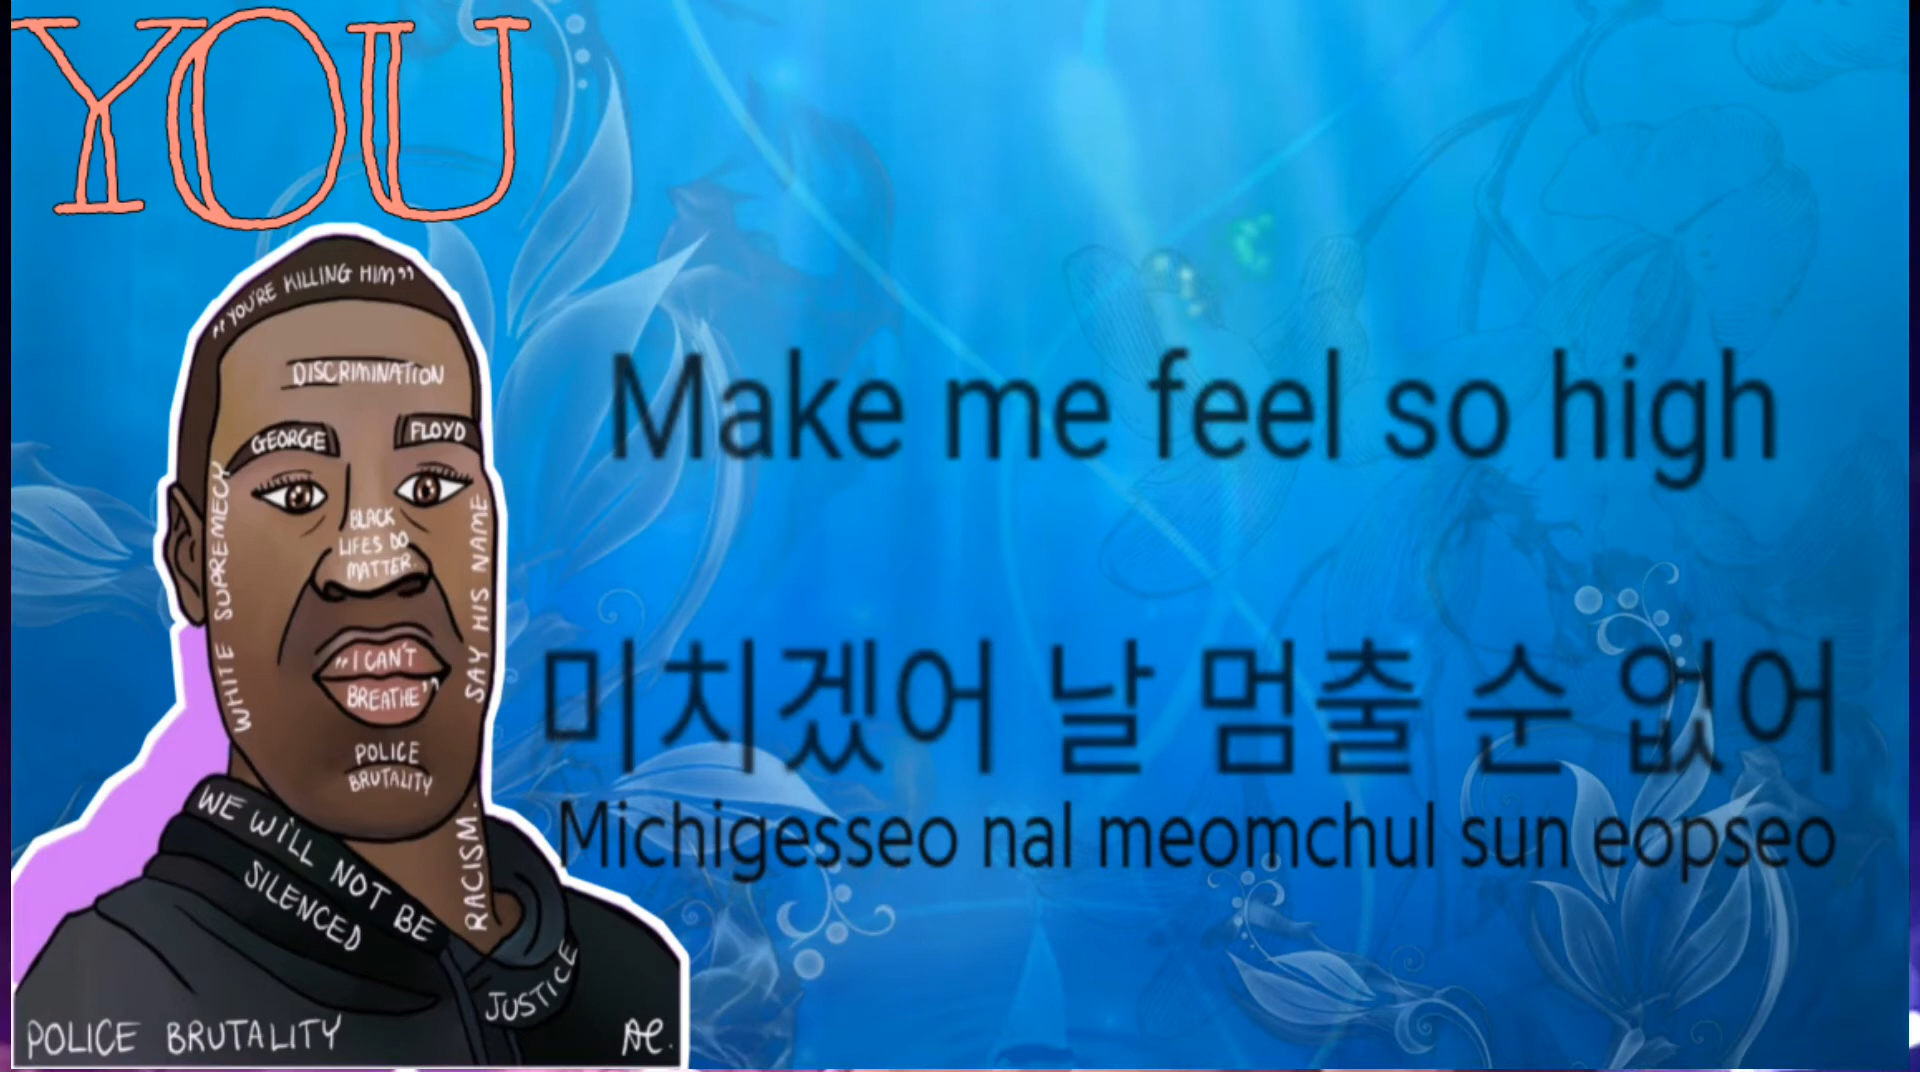 YOU
"YOU'RE KILLING HIM"
DISCRIMINATION
GEORGE FLOYD
WHITE SUPREMECY
BLACK
LIFES DO
MATTER.
SAY HIS NAME
"I CAN'T
BREATHE"
POLICE
BRUTALITY
WE WILL NOT BE
SILENCED
RACISM.
JUSTICE
POLICE BRUTALITY
AC.
Make me feel so high
미치겠어 날 멈출 순 없어
Michigesseo nal meomchul sun eopseo